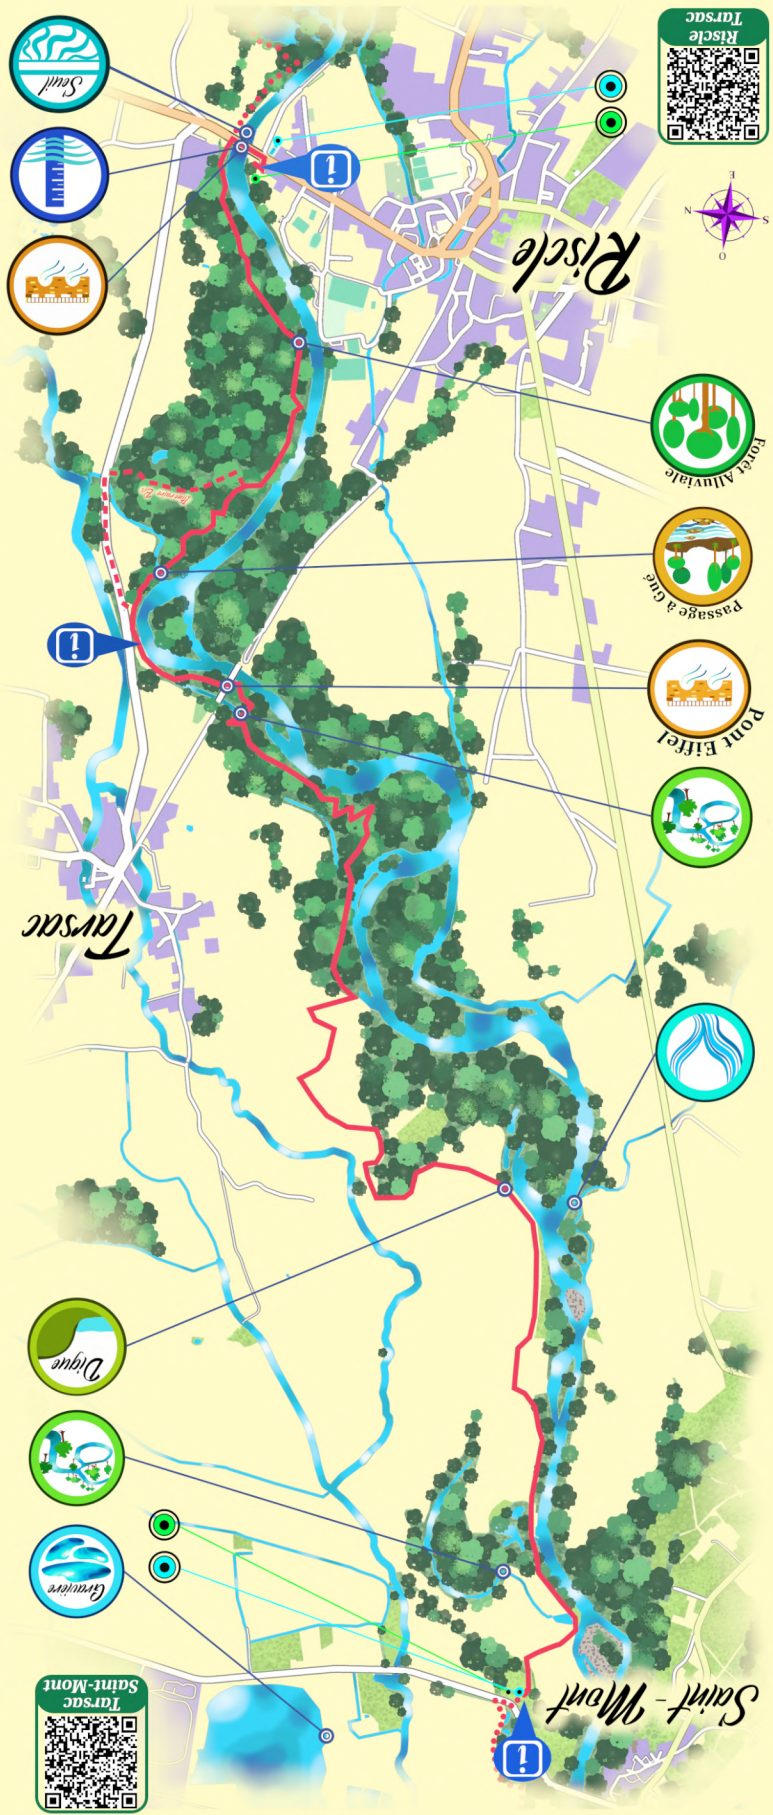 i
Tarsac
Saint-Mont
Saint - Mont
Gravière
Digue
Tarsac
Pont Eiffel
i
Passage à Gué
Forêt Alluviale
Riscle
O
S
N
E
i
Seuil
Riscle
Tarsac